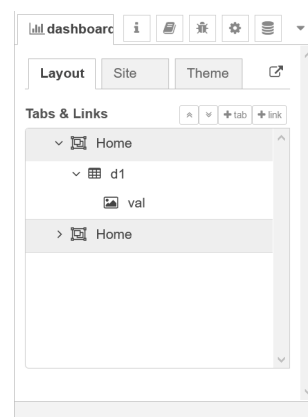 dashboard
Layout
Site
Theme
Tabs & Links
+ tab
+ link
Home
d1
val
Home